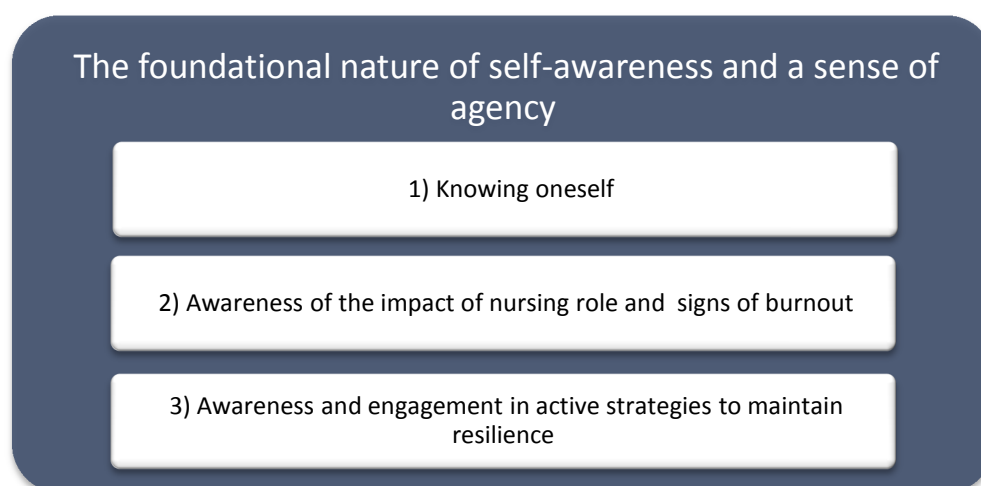 The foundational nature of self-awareness and a sense of
agency
1) Knowing oneself
2) Awareness of the impact of nursing role and  signs of burnout
3) Awareness and engagement in active strategies to maintain
resilience